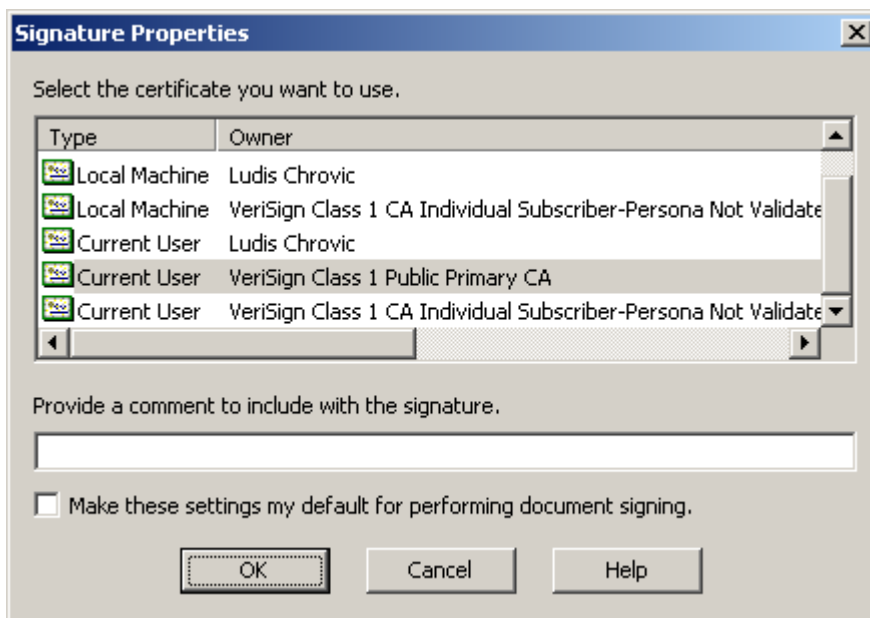 Signature Properties
Select the certificate you want to use.
Type Owner
Local Machine Ludis Chrovic
Local Machine VeriSign Class 1 CA Individual Subscriber-Persona Not Validate
Current User Ludis Chrovic
Current User VeriSign Class 1 Public Primary CA
Current User VeriSign Class 1 CA Individual Subscriber-Persona Not Validate
Provide a comment to include with the signature.
Make these settings my default for performing document signing.
OK Cancel Help